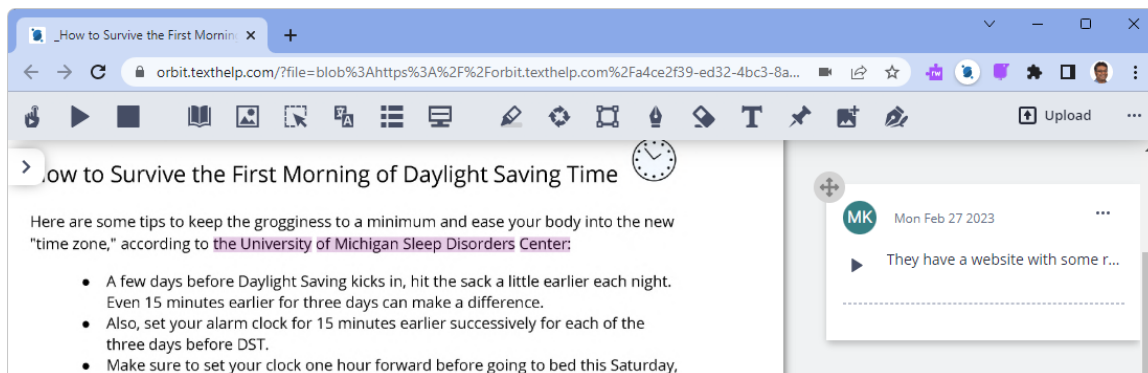 _How to Survive the First Mornin
orbit.texthelp.com/?file=blob%3Ahttps%3A%2F%2Forbit.texthelp.com%2Fa4ce2f39-ed32-4bc3-8a...
rw
T
Upload
ow to Survive the First Morning of Daylight Saving Time
Here are some tips to keep the grogginess to a minimum and ease your body into the new
"time zone," according to the University of Michigan Sleep Disorders Center:
● A few days before Daylight Saving kicks in, hit the sack a little earlier each night.
Even 15 minutes earlier for three days can make a difference.
● Also, set your alarm clock for 15 minutes earlier successively for each of the
three days before DST.
● Make sure to set your clock one hour forward before going to bed this Saturday,
MK Mon Feb 27 2023
They have a website with some r...